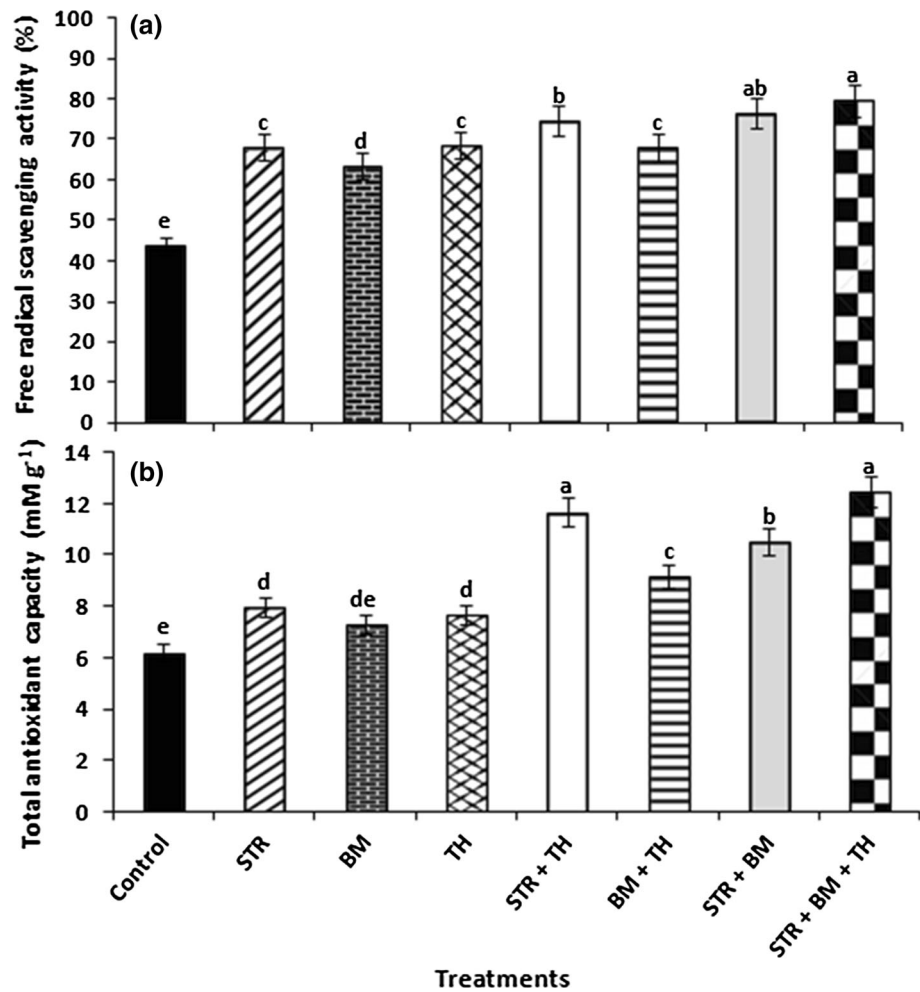 (a)
Free radical scavenging activity (%)
100
90
80
70
60
50
40
30
20
10
0
e
c
d
c
b
c
ab
a
(b)
Total antioxidant capacity (mM g⁻¹)
14
12
10
8
6
4
2
0
e
d
de
d
a
c
b
a
Control
STR
BM
TH
STR + TH
BM + TH
STR + BM
STR + BM + TH
Treatments